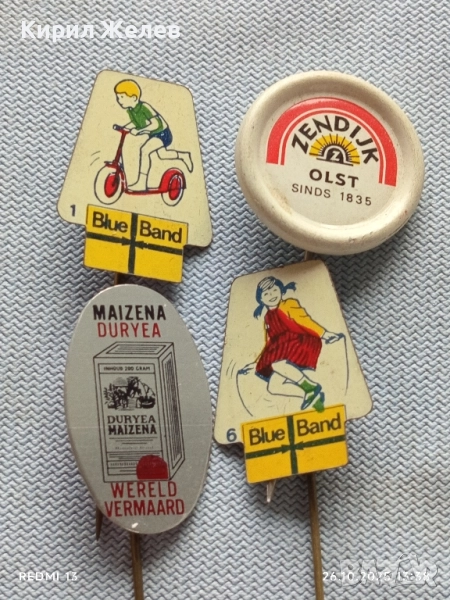 Кирил Желев
1
Blue Band
ZENDIJK
Z
OLST
SINDS 1835
MAIZENA
DURYEA
DURYEA
MAIZENA
WERELD
VERMAARD
6
Blue Band
REDMI 13